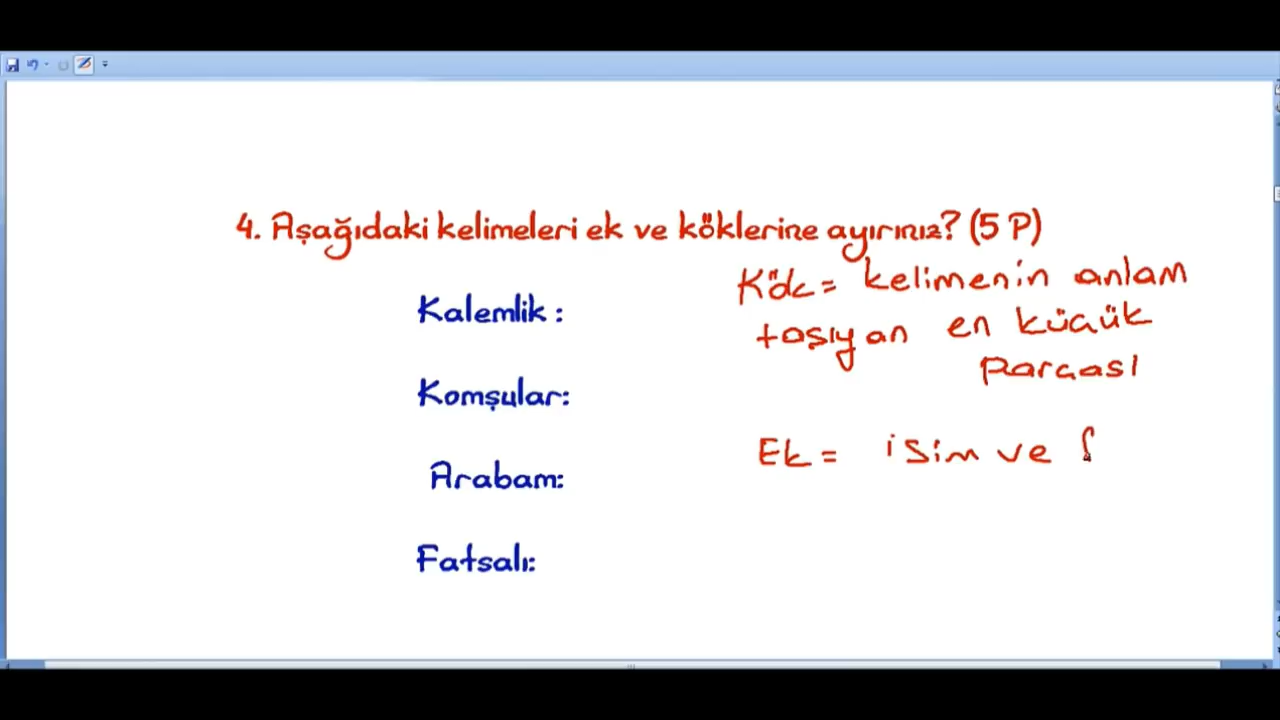 4. Aşağıdaki kelimeleri ek ve köklerine ayırınız? (5 P)
Kök = kelimenin anlam
taşıyan en küçük
parçası
Kalemlik :
Komşular:
Arabam:
Fatsalı:
Ek = isim ve